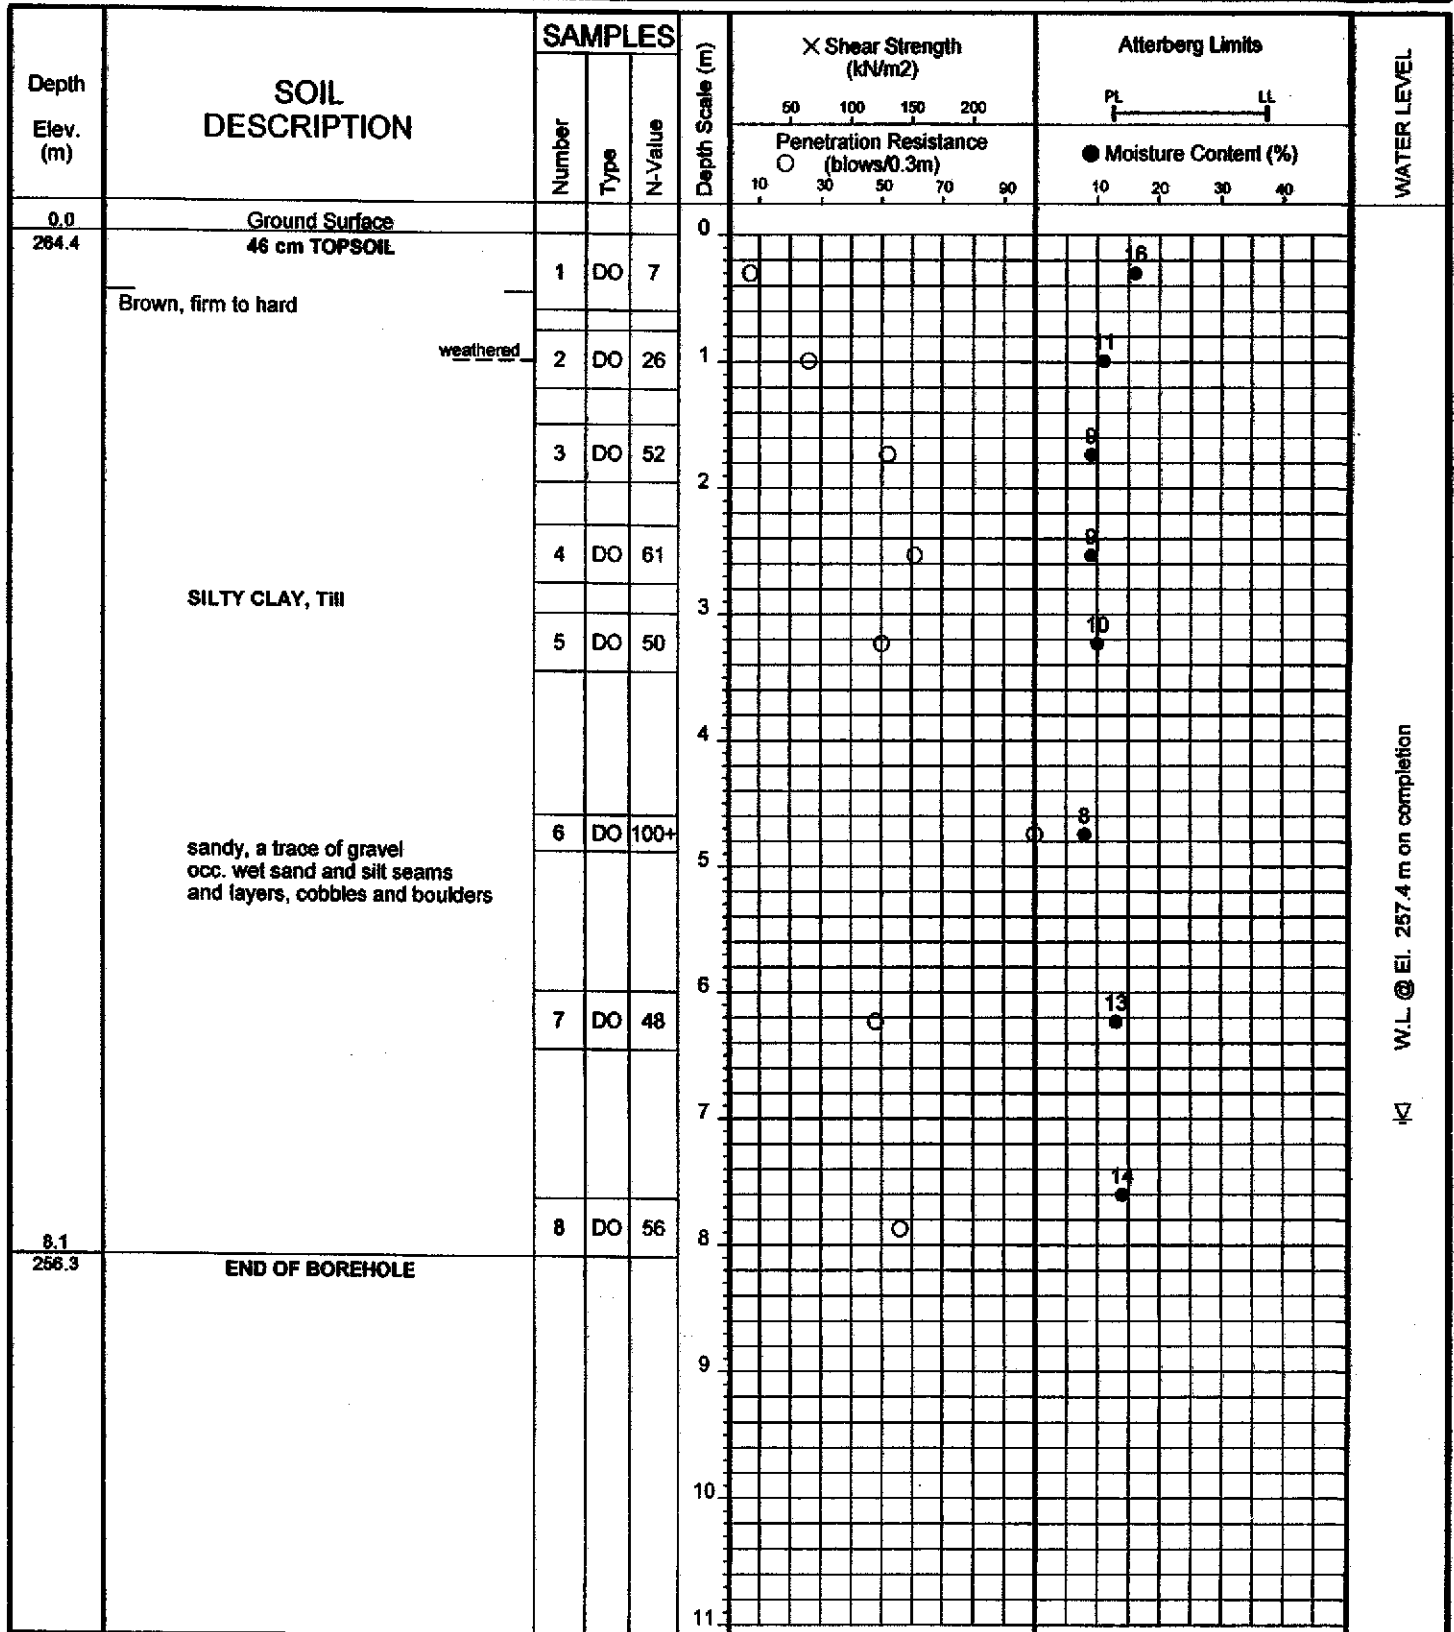 Depth
Elev.
(m)
SOIL
DESCRIPTION
SAMPLES
Number
Type
N-Value
Depth Scale (m)
× Shear Strength
(kN/m2)
50 100 150 200
Penetration Resistance
O (blows/0.3m)
10 30 50 70 90
Atterberg Limits
PL LL
● Moisture Content (%)
10 20 30 40
WATER LEVEL
0.0
264.4
Ground Surface
46 cm TOPSOIL
Brown, firm to hard
weathered
SILTY CLAY, Till
sandy, a trace of gravel
occ. wet sand and silt seams
and layers, cobbles and boulders
8.1
256.3
END OF BOREHOLE
1 DO 7
2 DO 26
3 DO 52
4 DO 61
5 DO 50
6 DO 100+
7 DO 48
8 DO 56
0
1
2
3
4
5
6
7
8
9
10
11
16
11
9
9
10
8
13
14
W.L. @ El. 257.4 m on completion